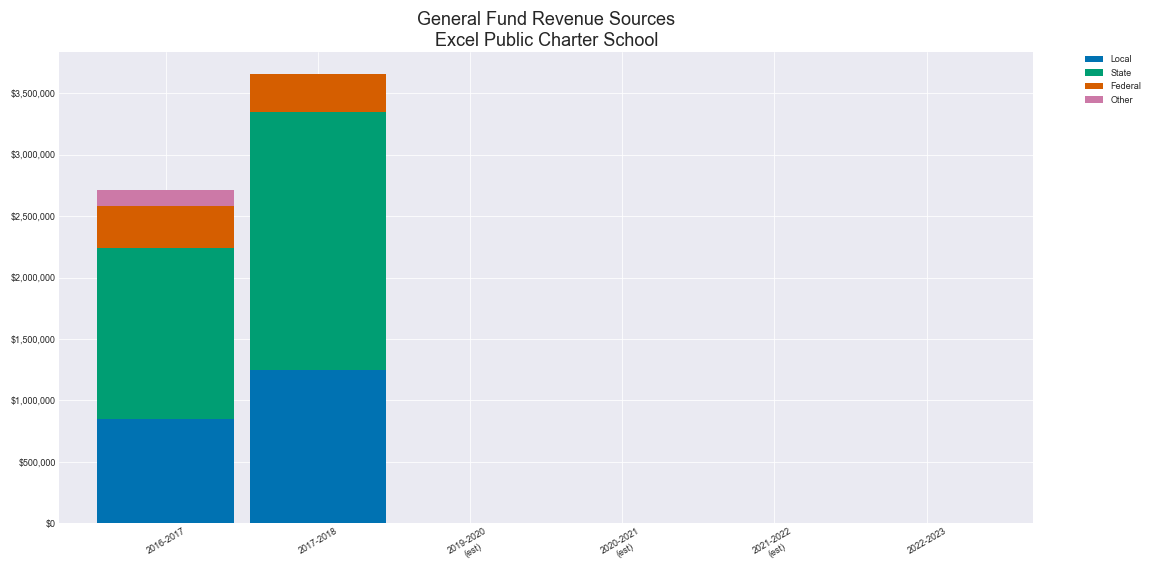 General Fund Revenue Sources
Excel Public Charter School
Local
State
Federal
Other
$3,500,000
$3,000,000
$2,500,000
$2,000,000
$1,500,000
$1,000,000
$500,000
$0
2016-2017
2017-2018
2019-2020
(est)
2020-2021
(est)
2021-2022
(est)
2022-2023